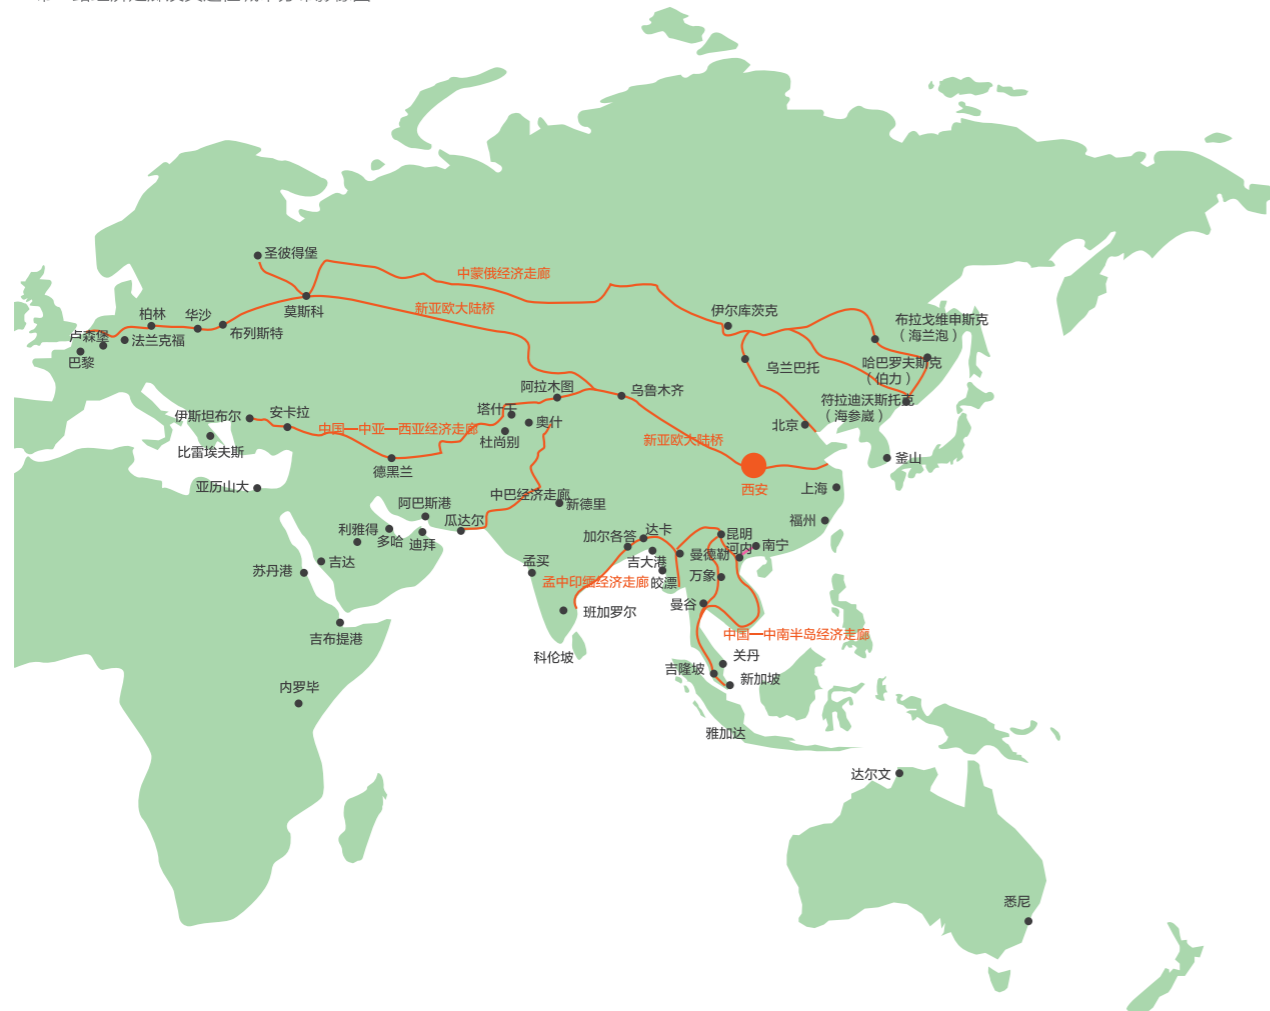 圣彼得堡
中蒙俄经济走廊
莫斯科
新亚欧大陆桥
伊尔库茨克
柏林
华沙
布列斯特
卢森堡
法兰克福
巴黎
布拉戈维申斯克
（海兰泡）
哈巴罗夫斯克
（伯力）
乌兰巴托
阿拉木图
乌鲁木齐
符拉迪沃斯托克
（海参崴）
伊斯坦布尔
安卡拉
中国—中亚—西亚经济走廊
塔什干
奥什
杜尚别
北京
比雷埃夫斯
新亚欧大陆桥
德黑兰
釜山
亚历山大
西安
上海
中巴经济走廊
新德里
阿巴斯港
瓜达尔
福州
利雅得
多哈
迪拜
加尔各答
达卡
昆明
河内
南宁
吉达
苏丹港
孟买
吉大港
曼德勒
孟中印缅经济走廊
皎漂
万象
班加罗尔
曼谷
吉布提港
中国—中南半岛经济走廊
科伦坡
关丹
吉隆坡
新加坡
内罗毕
雅加达
达尔文
悉尼